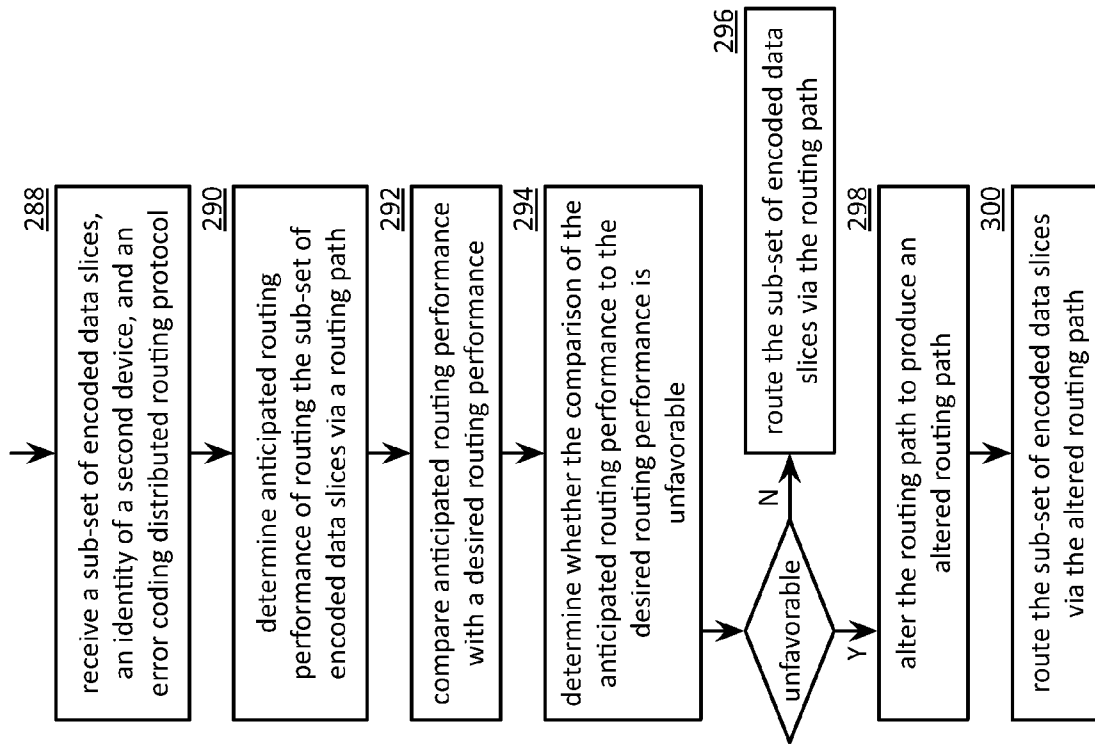 288
receive a sub-set of encoded data slices,
an identity of a second device, and an
error coding distributed routing protocol
290
determine anticipated routing
performance of routing the sub-set of
encoded data slices via a routing path
292
compare anticipated routing performance
with a desired routing performance
294
determine whether the comparison of the
anticipated routing performance to the
desired routing performance is
unfavorable
unfavorable
N
Y
296
route the sub-set of encoded data
slices via the routing path
298
alter the routing path to produce an
altered routing path
300
route the sub-set of encoded data slices
via the altered routing path